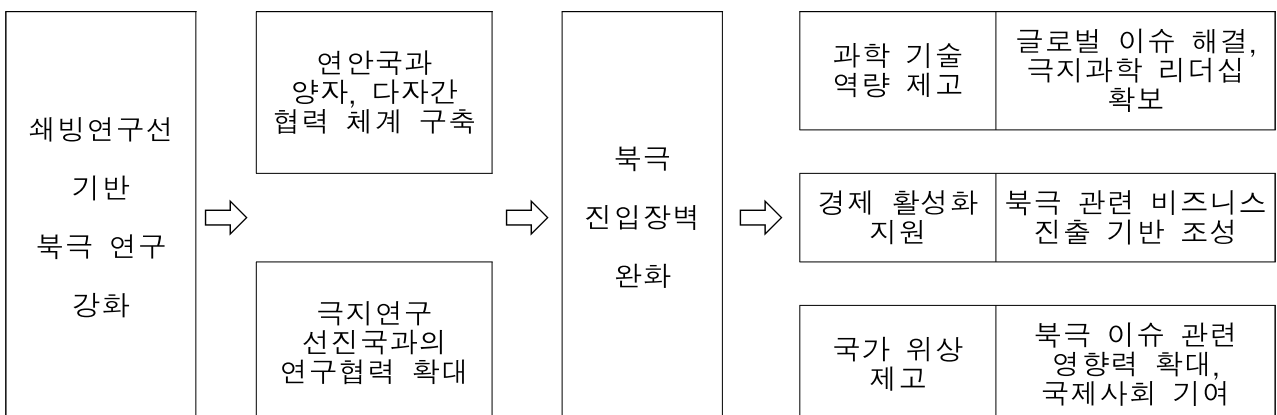 쇄빙연구선
기반
북극 연구
강화
연안국과
양자, 다자간
협력 체계 구축
극지연구
선진국과의
연구협력 확대
북극
진입장벽
완화
과학 기술
역량 제고
글로벌 이슈 해결,
극지과학 리더십
확보
경제 활성화
지원
북극 관련 비즈니스
진출 기반 조성
국가 위상
제고
북극 이슈 관련
영향력 확대,
국제사회 기여